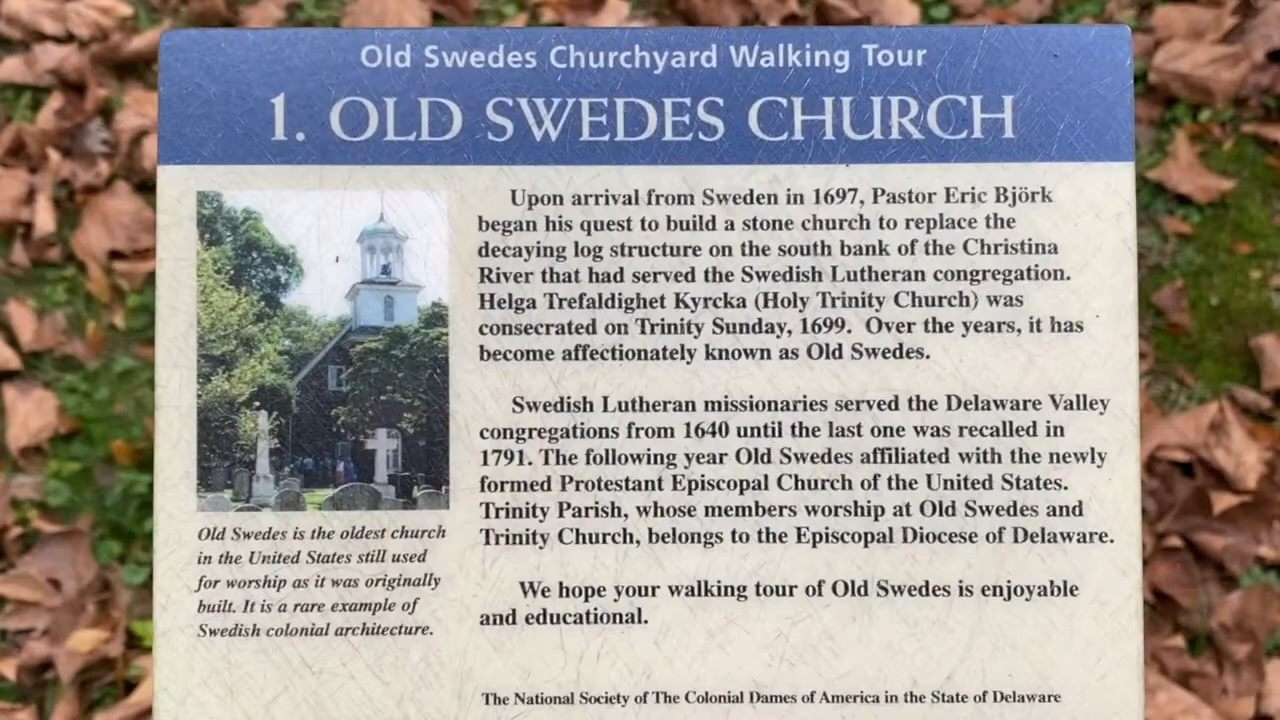 Old Swedes Churchyard Walking Tour
1. OLD SWEDES CHURCH
Upon arrival from Sweden in 1697, Pastor Eric Björk
began his quest to build a stone church to replace the
decaying log structure on the south bank of the Christina
River that had served the Swedish Lutheran congregation.
Helga Trefaldighet Kyrcka (Holy Trinity Church) was
consecrated on Trinity Sunday, 1699.  Over the years, it has
become affectionately known as Old Swedes.
Swedish Lutheran missionaries served the Delaware Valley
congregations from 1640 until the last one was recalled in
1791. The following year Old Swedes affiliated with the newly
formed Protestant Episcopal Church of the United States.
Trinity Parish, whose members worship at Old Swedes and
Trinity Church, belongs to the Episcopal Diocese of Delaware.
We hope your walking tour of Old Swedes is enjoyable
and educational.
Old Swedes is the oldest church
in the United States still used
for worship as it was originally
built. It is a rare example of
Swedish colonial architecture.
The National Society of The Colonial Dames of America in the State of Delaware